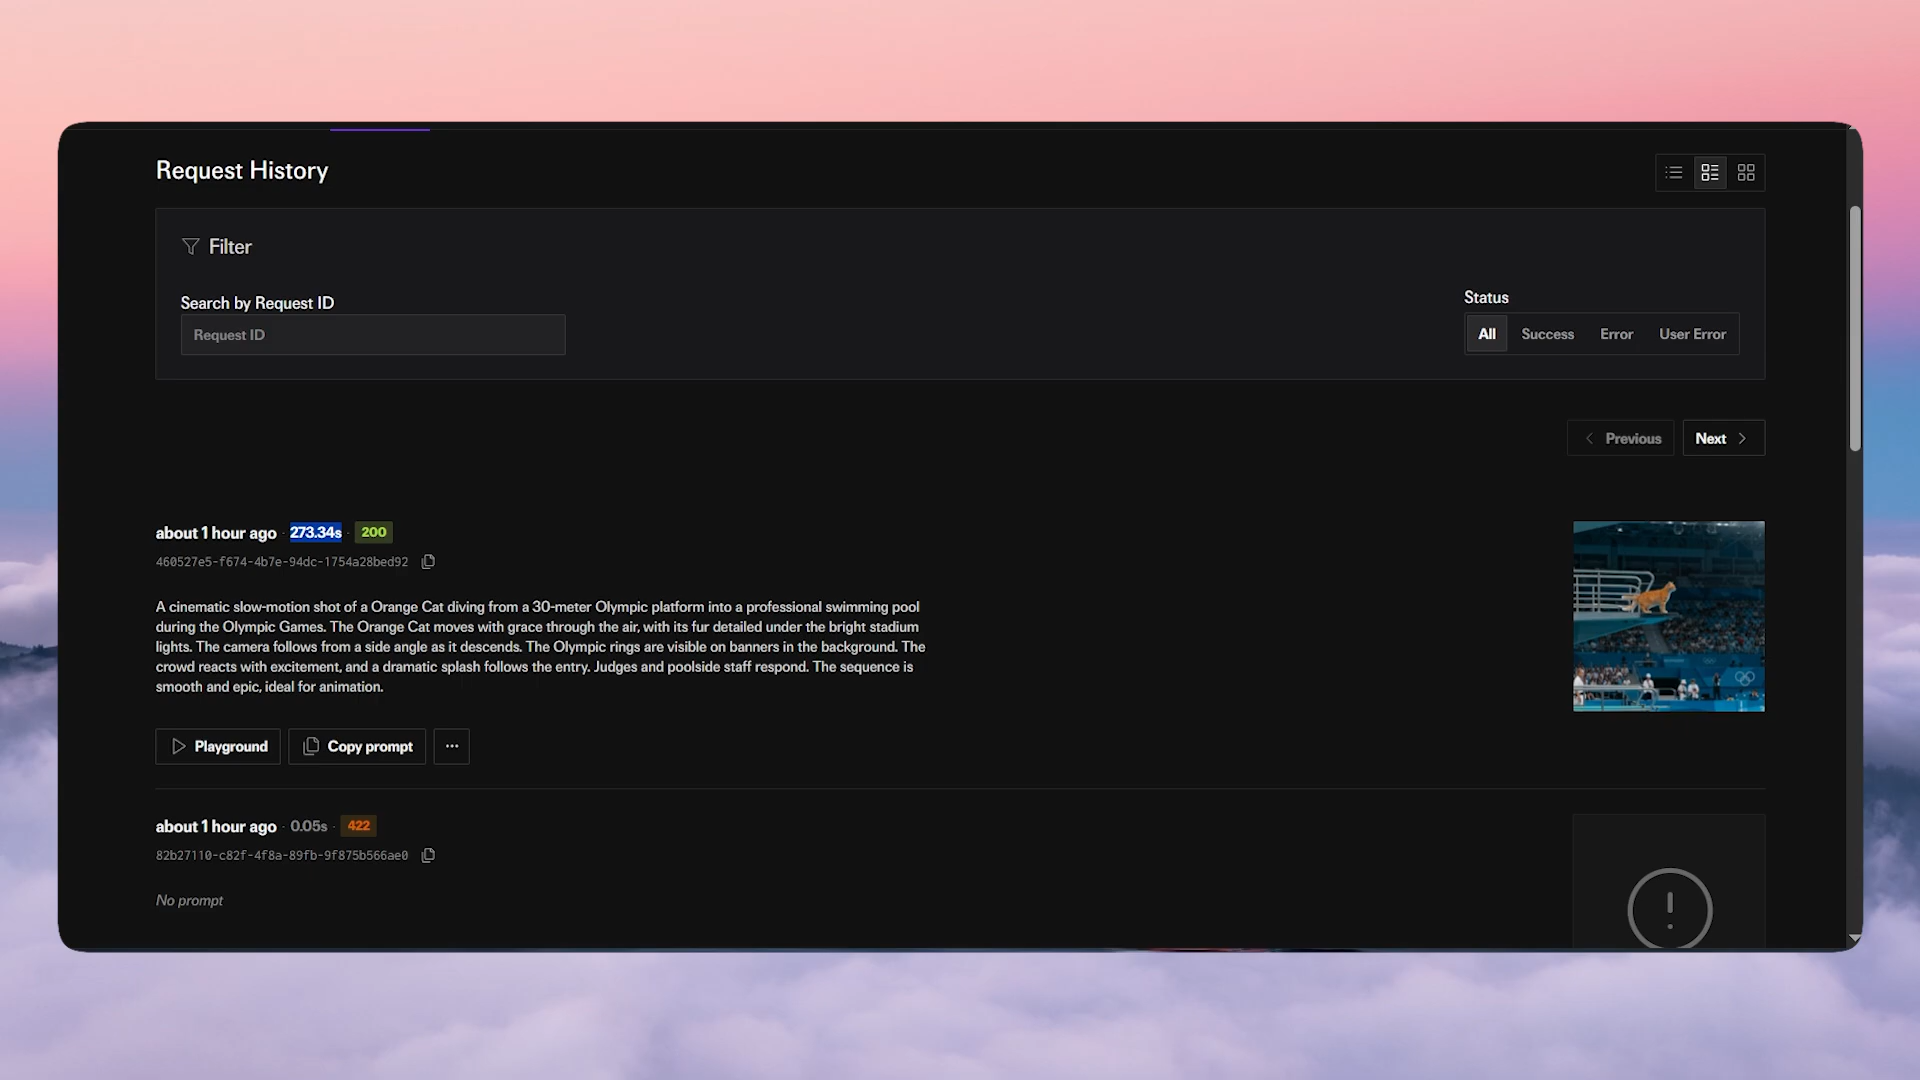 Request History
Filter
Search by Request ID
Request ID
Status
All Success Error User Error
Previous Next
about 1 hour ago · 273.34s · 200
460527e5-f674-4b7e-94dc-1754a28bed92
A cinematic slow-motion shot of a Orange Cat diving from a 30-meter Olympic platform into a professional swimming pool
during the Olympic Games. The Orange Cat moves with grace through the air, with its fur detailed under the bright stadium
lights. The camera follows from a side angle as it descends. The Olympic rings are visible on banners in the background. The
crowd reacts with excitement, and a dramatic splash follows the entry. Judges and poolside staff respond. The sequence is
smooth and epic, ideal for animation.
Playground Copy prompt ...
about 1 hour ago · 0.05s · 422
82b27110-c82f-4f8a-89fb-9f875b566ae0
No prompt